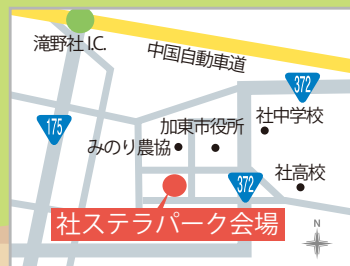 滝野社I.C.
中国自動車道
372
社中学校
175
加東市役所
みのり農協
社高校
372
社ステラパーク会場
N